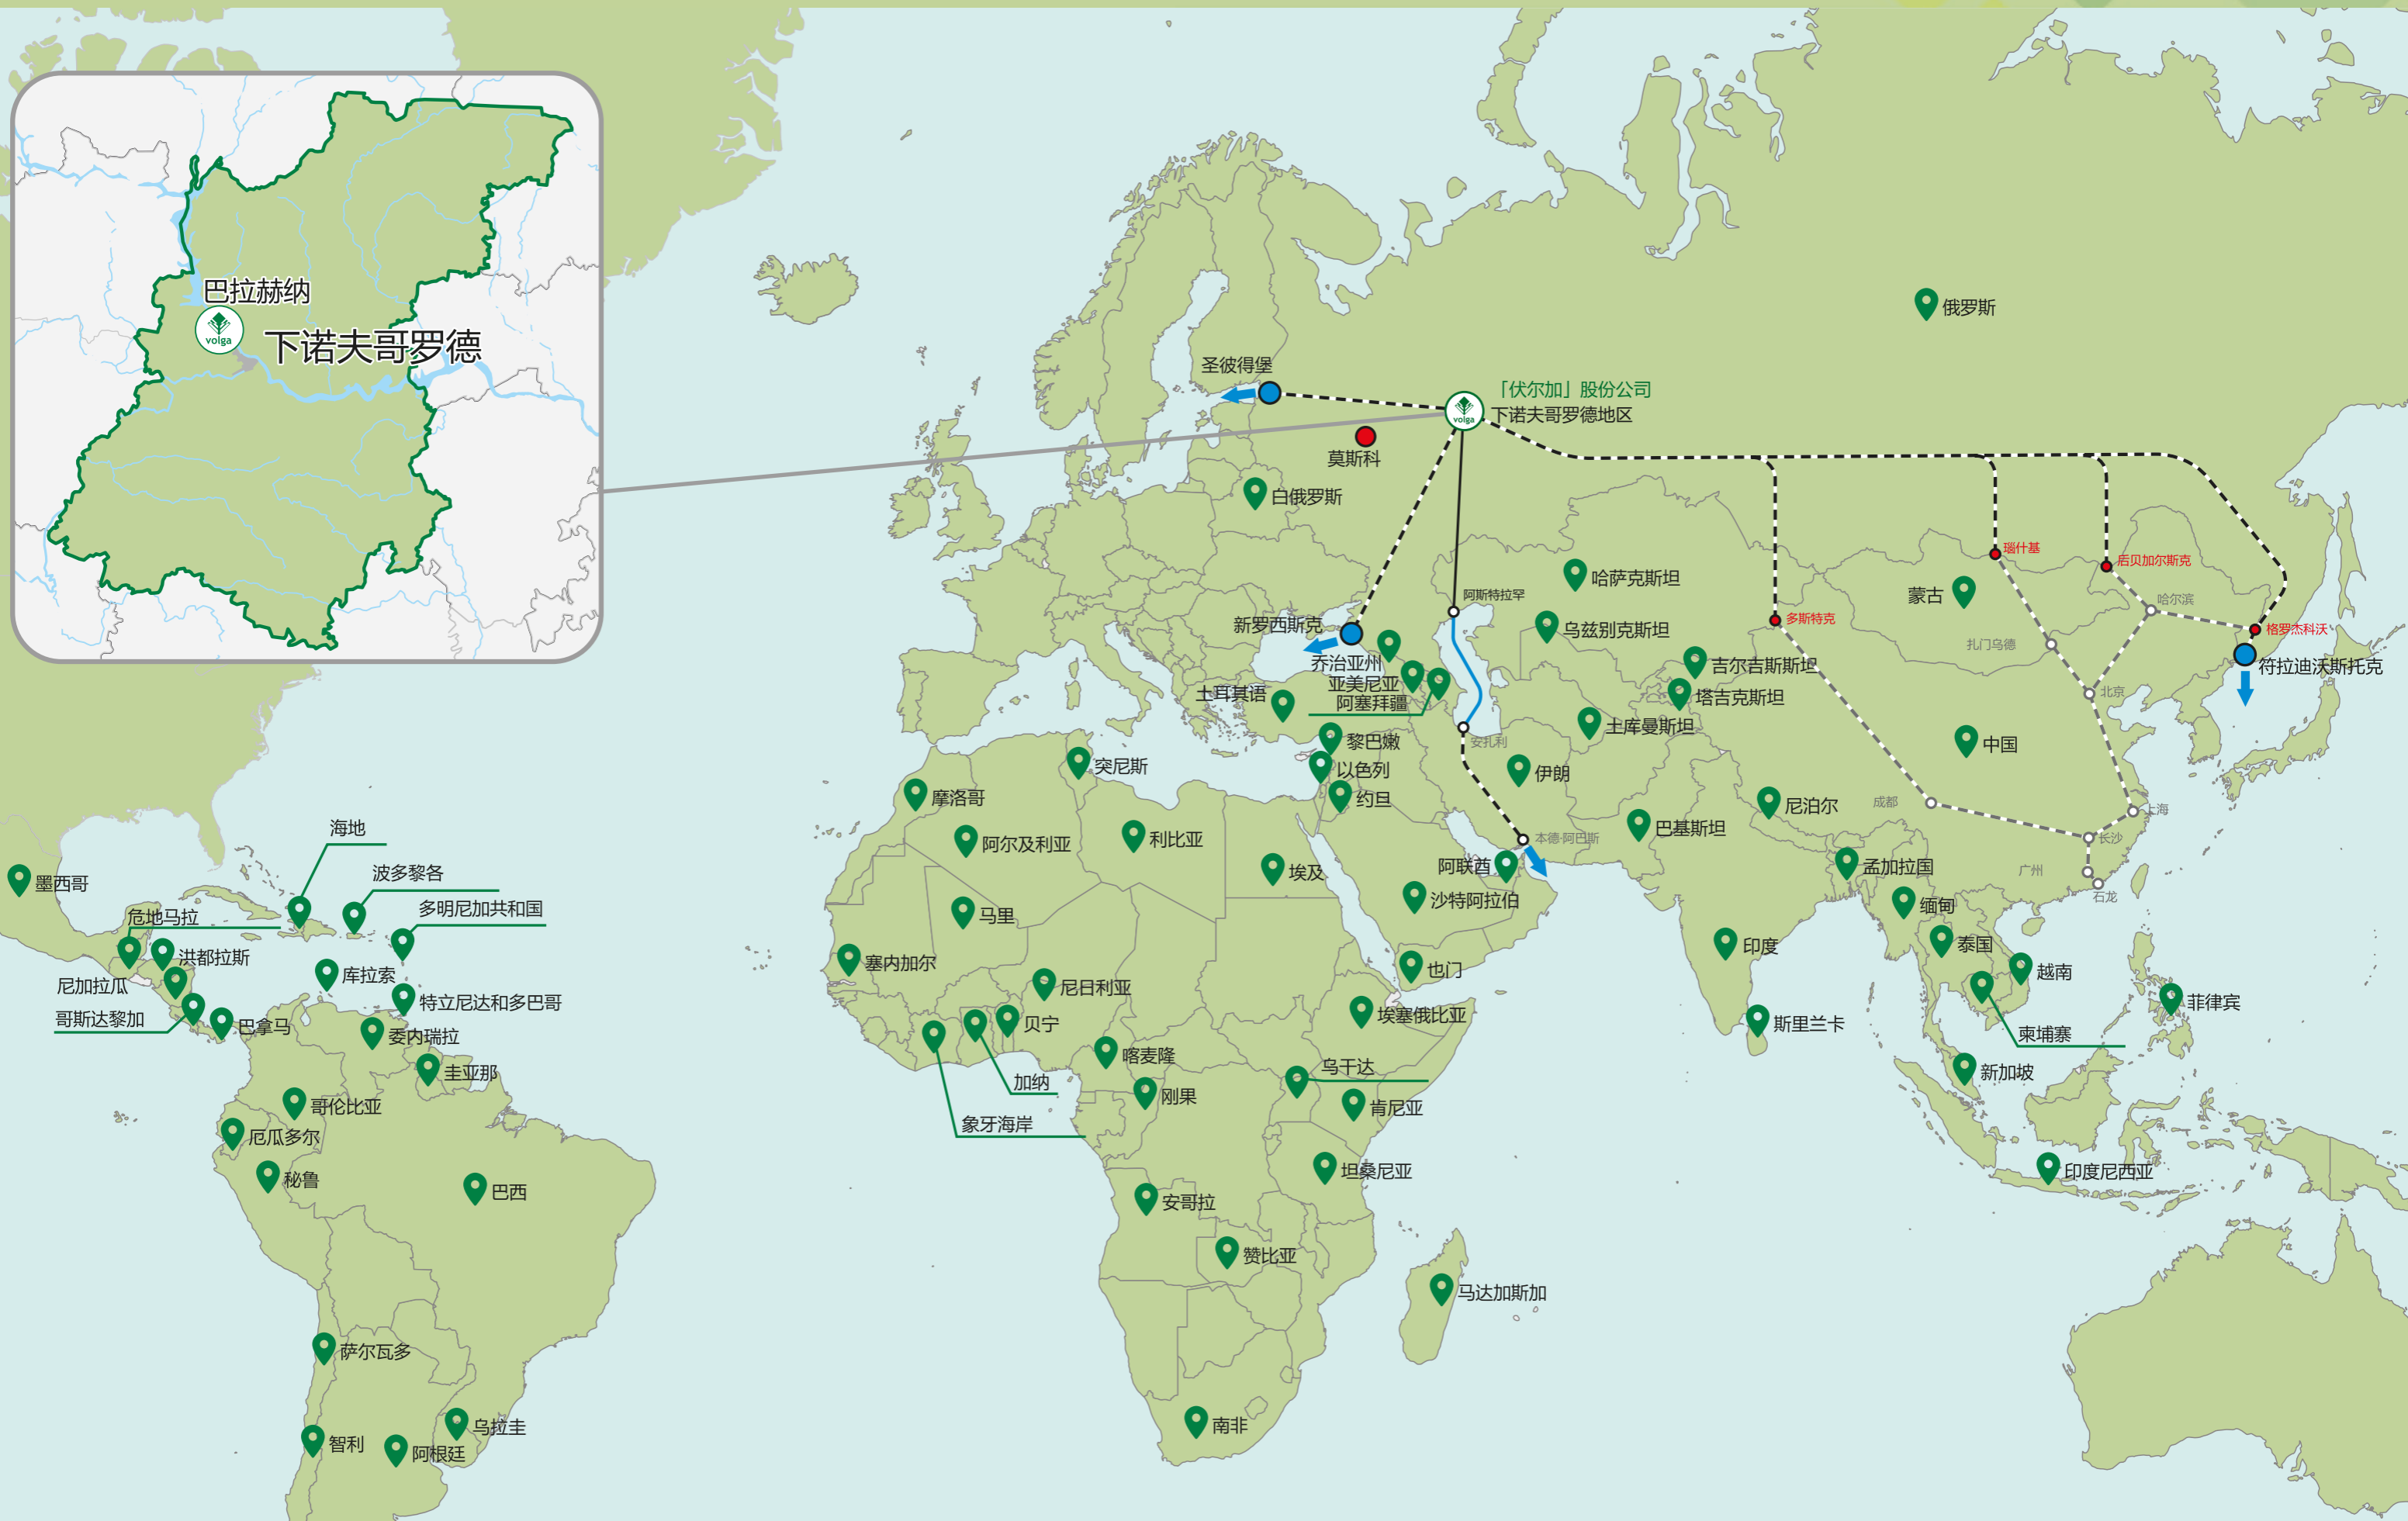 巴拉赫纳
volga
下诺夫哥罗德
俄罗斯
圣彼得堡
「伏尔加」股份公司
volga
下诺夫哥罗德地区
莫斯科
白俄罗斯
瑙什基
后贝加尔斯克
哈萨克斯坦
阿斯特拉罕
蒙古
哈尔滨
多斯特克
新罗西斯克
乌兹别克斯坦
格罗杰科沃
扎门乌德
乔治亚州
吉尔吉斯斯坦
符拉迪沃斯托克
亚美尼亚
土耳其语
阿塞拜疆
塔吉克斯坦
北京
土库曼斯坦
黎巴嫩
安扎利
中国
突尼斯
以色列
伊朗
摩洛哥
约旦
尼泊尔
成都
上海
海地
阿尔及利亚
利比亚
巴基斯坦
本德·阿巴斯
长沙
墨西哥
波多黎各
埃及
阿联酋
孟加拉国
广州
石龙
多明尼加共和国
危地马拉
马里
沙特阿拉伯
缅甸
洪都拉斯
印度
泰国
塞内加尔
也门
越南
尼加拉瓜
库拉索
尼日利亚
特立尼达和多巴哥
菲律宾
哥斯达黎加
巴拿马
贝宁
埃塞俄比亚
斯里兰卡
委内瑞拉
柬埔寨
喀麦隆
圭亚那
乌干达
新加坡
加纳
刚果
哥伦比亚
肯尼亚
象牙海岸
厄瓜多尔
坦桑尼亚
印度尼西亚
秘鲁
巴西
安哥拉
赞比亚
马达加斯加
萨尔瓦多
乌拉圭
南非
智利
阿根廷